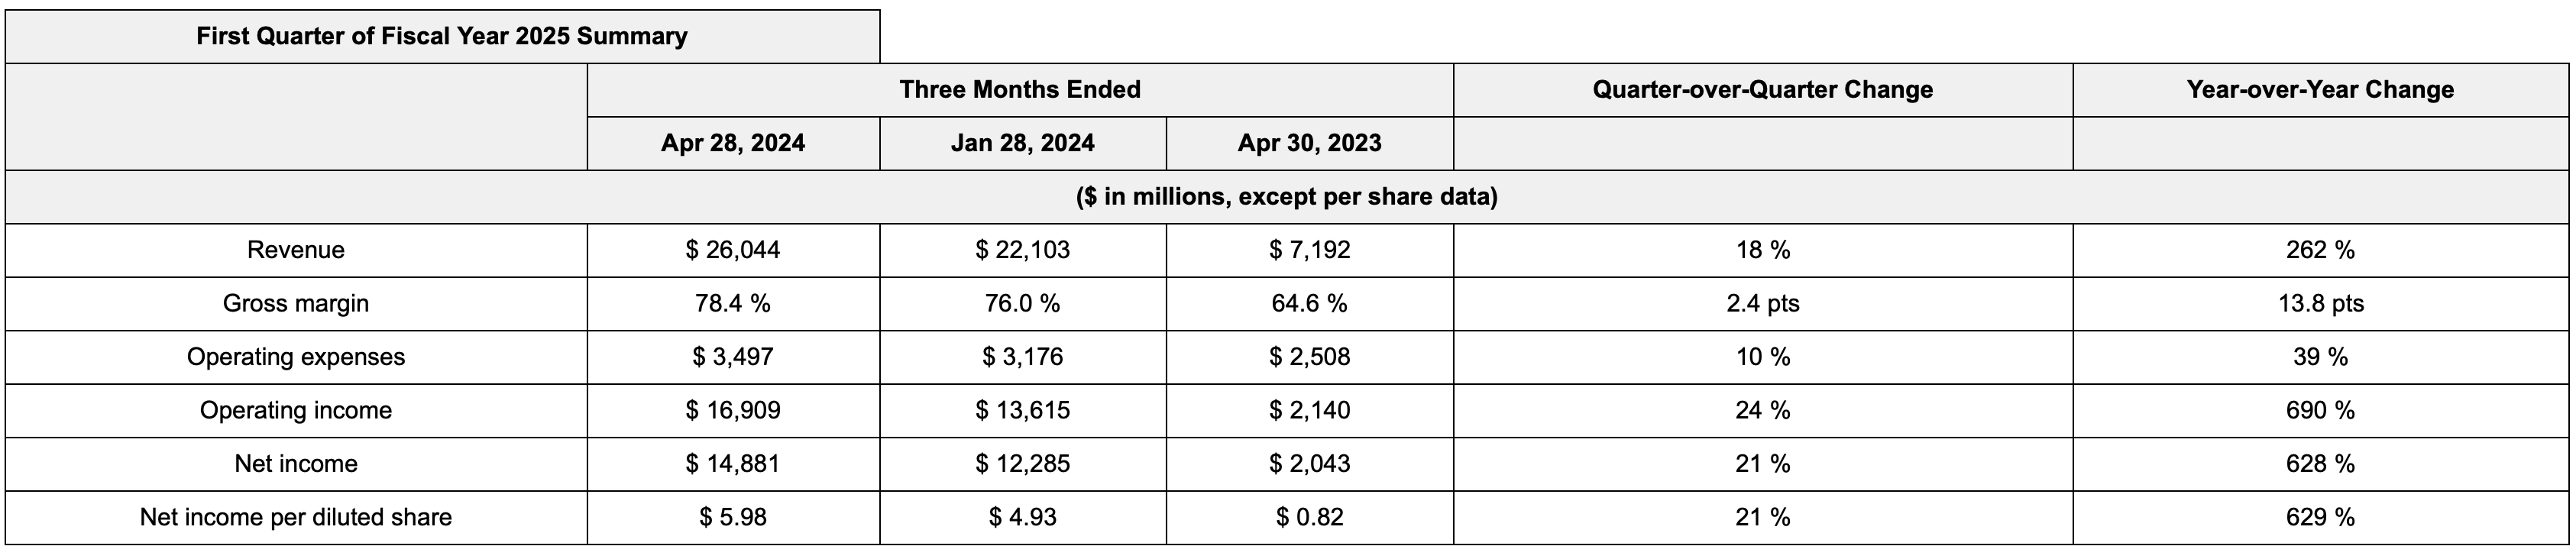 First Quarter of Fiscal Year 2025 Summary
Three Months Ended Quarter-over-Quarter Change Year-over-Year Change
Apr 28, 2024 Jan 28, 2024 Apr 30, 2023
($ in millions, except per share data)
Revenue $ 26,044 $ 22,103 $ 7,192 18 % 262 %
Gross margin 78.4 % 76.0 % 64.6 % 2.4 pts 13.8 pts
Operating expenses $ 3,497 $ 3,176 $ 2,508 10 % 39 %
Operating income $ 16,909 $ 13,615 $ 2,140 24 % 690 %
Net income $ 14,881 $ 12,285 $ 2,043 21 % 628 %
Net income per diluted share $ 5.98 $ 4.93 $ 0.82 21 % 629 %